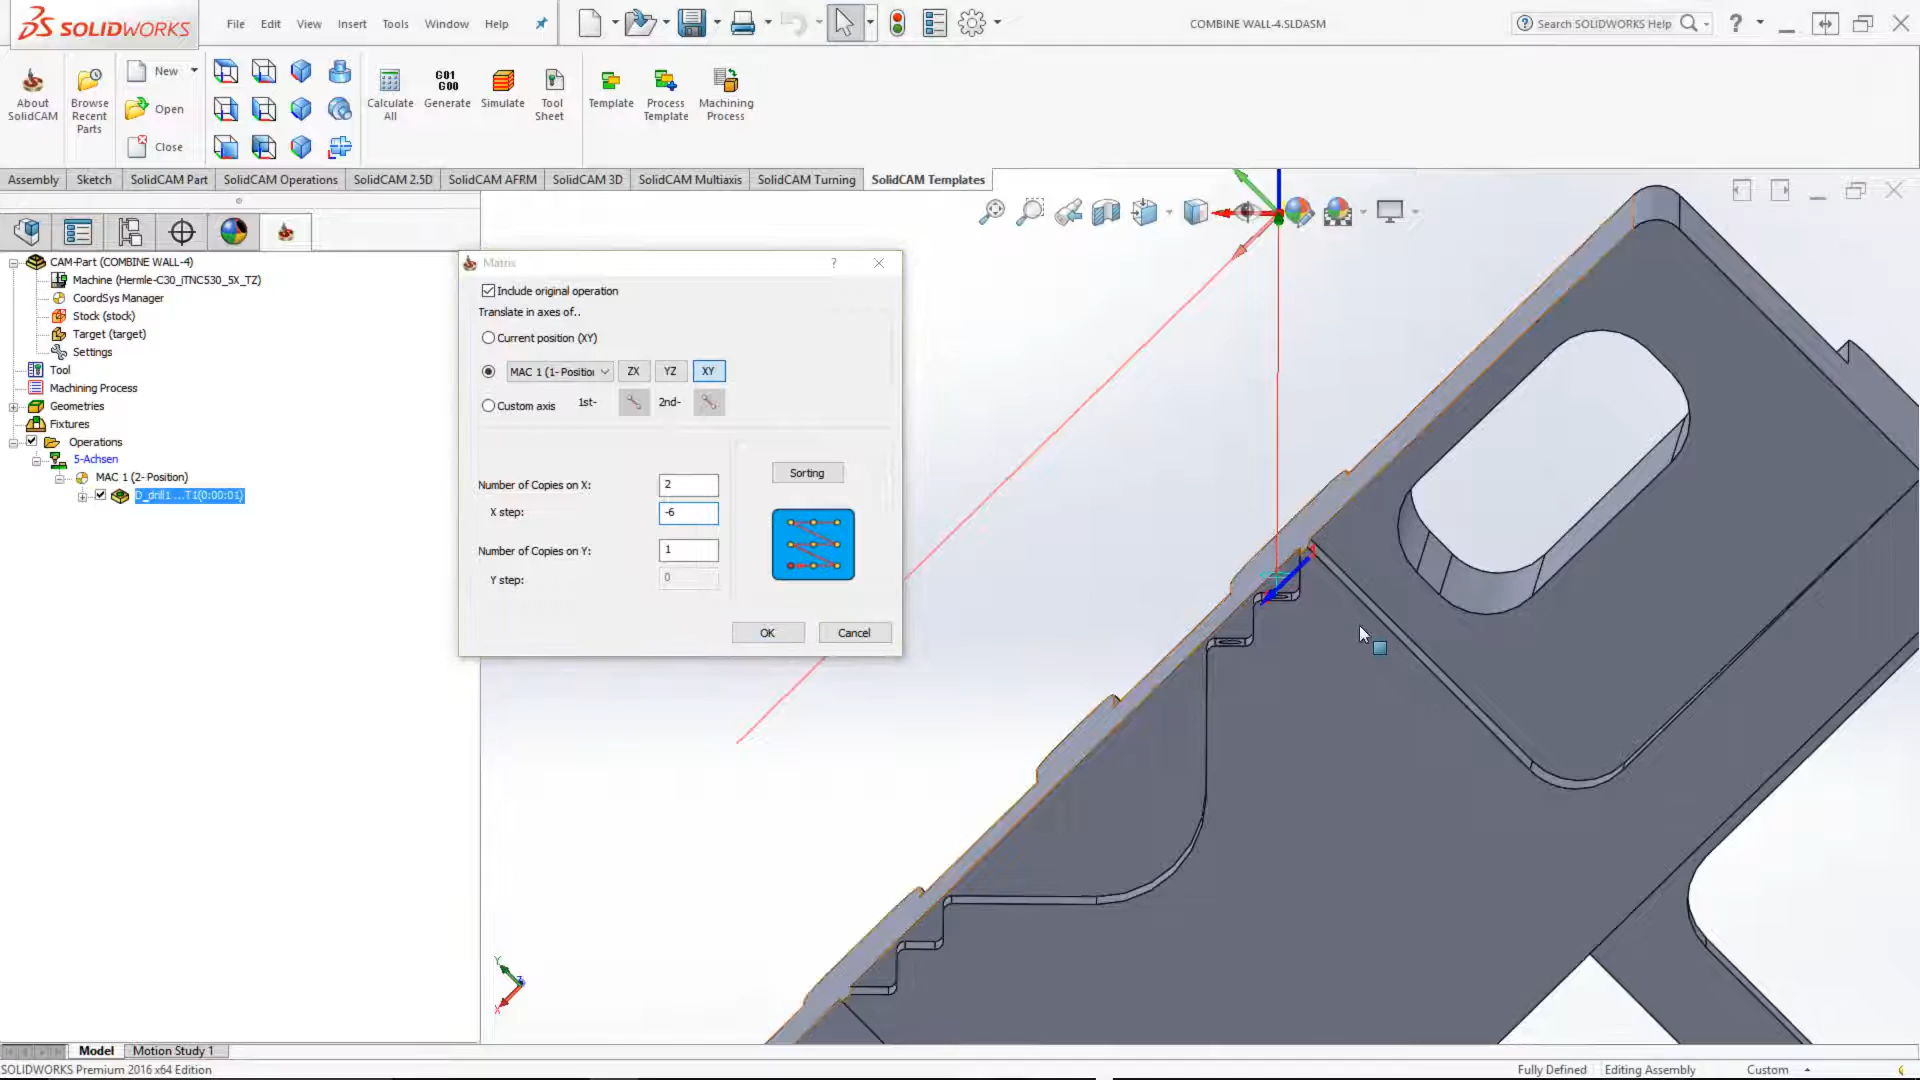 SOLIDWORKS
File Edit View Insert Tools Window Help
COMBINE WALL-4.SLDASM
Search SOLIDWORKS Help
?
About SolidCAM
Browse Recent Parts
New
Open
Close
Calculate All
G01 G00
Generate
Simulate
Tool Sheet
Template
Process Template
Machining Process
Assembly Sketch SolidCAM Part SolidCAM Operations SolidCAM 2.5D SolidCAM AFRM SolidCAM 3D SolidCAM Multiaxis SolidCAM Turning SolidCAM Templates
CAM-Part (COMBINE WALL-4)
Machine (Hermle-C30_iTNC530_5X_TZ)
CoordSys Manager
Stock (stock)
Target (target)
Settings
Tool
Machining Process
Geometries
Fixtures
Operations
5-Achsen
MAC 1 (2- Position)
D_drill1 ...T1(0:00:01)
Matrix
?
Include original operation
Translate in axes of..
Current position (XY)
MAC 1 (1- Position ZX YZ XY
Custom axis 1st- 2nd-
Sorting
Number of Copies on X: 2
X step: -6
Number of Copies on Y: 1
Y step: 0
OK Cancel
Y
Z
X
Model Motion Study 1
SOLIDWORKS Premium 2016 x64 Edition
Fully Defined Editing Assembly Custom